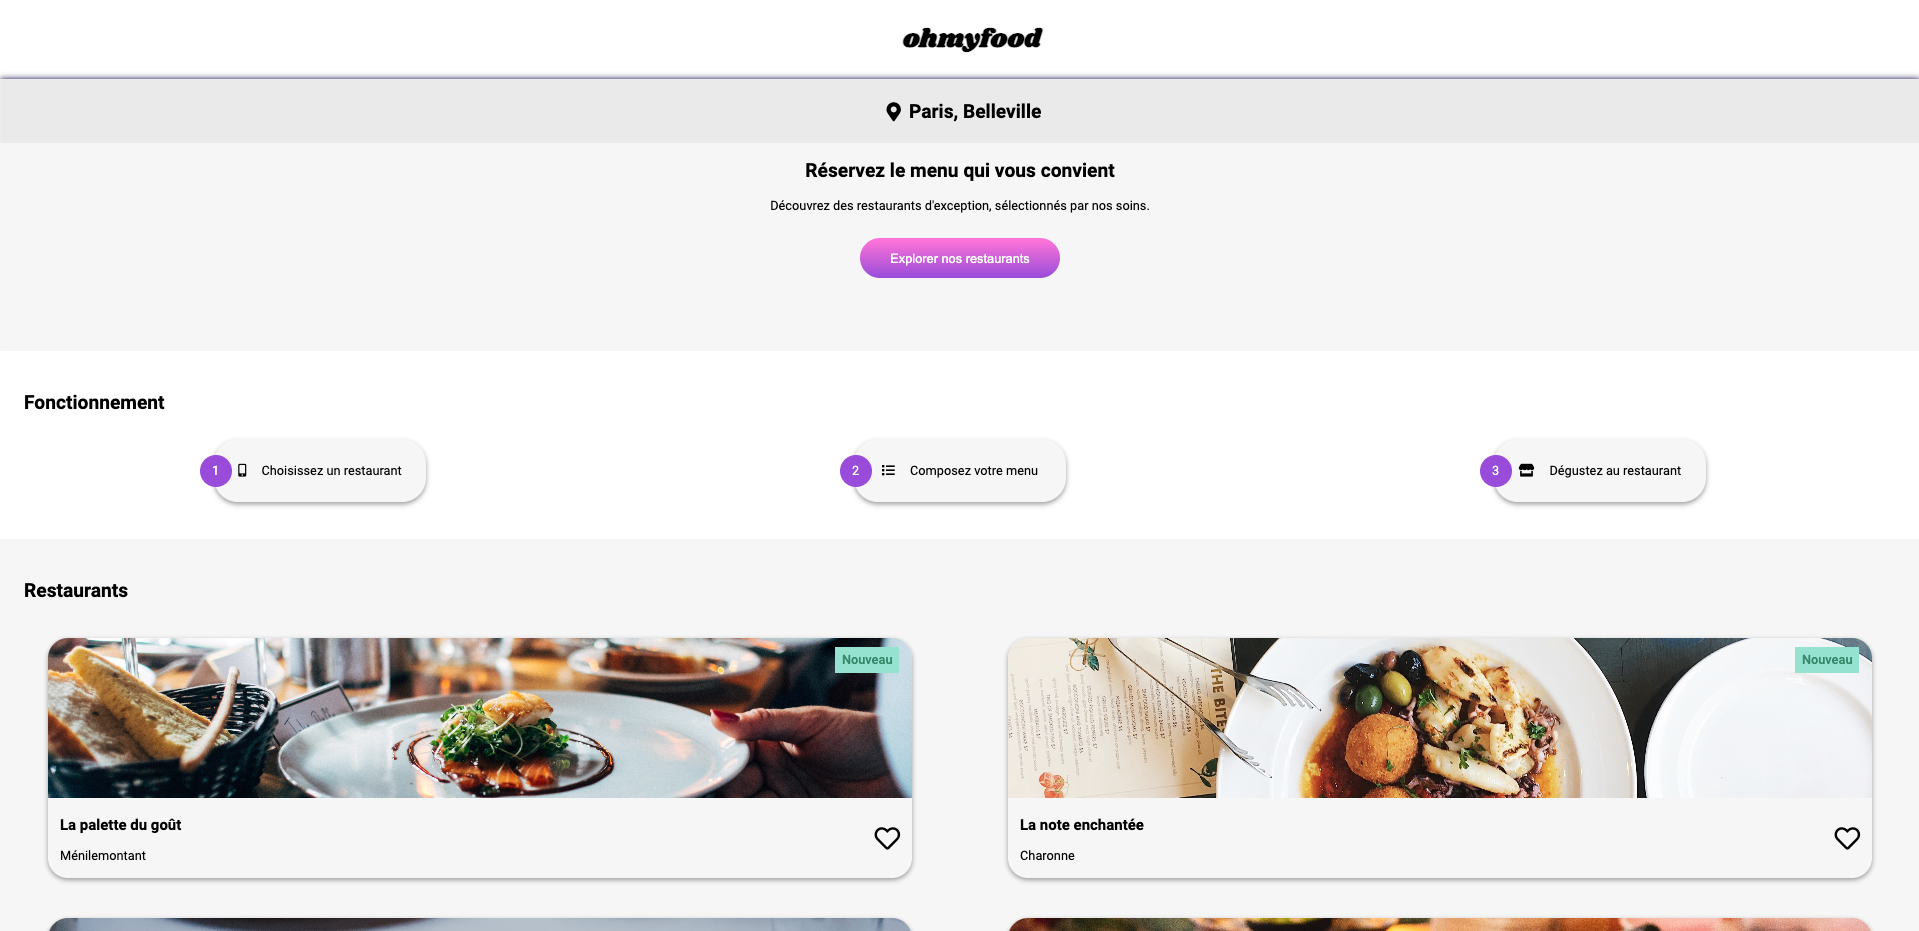 ohmyfood
Paris, Belleville
Réservez le menu qui vous convient
Découvrez des restaurants d'exception, sélectionnés par nos soins.
Explorer nos restaurants
Fonctionnement
1 Choisissez un restaurant
2 Composez votre menu
3 Dégustez au restaurant
Restaurants
Nouveau
THE BITE
La palette du goût
Ménilemontant
Nouveau
La note enchantée
Charonne